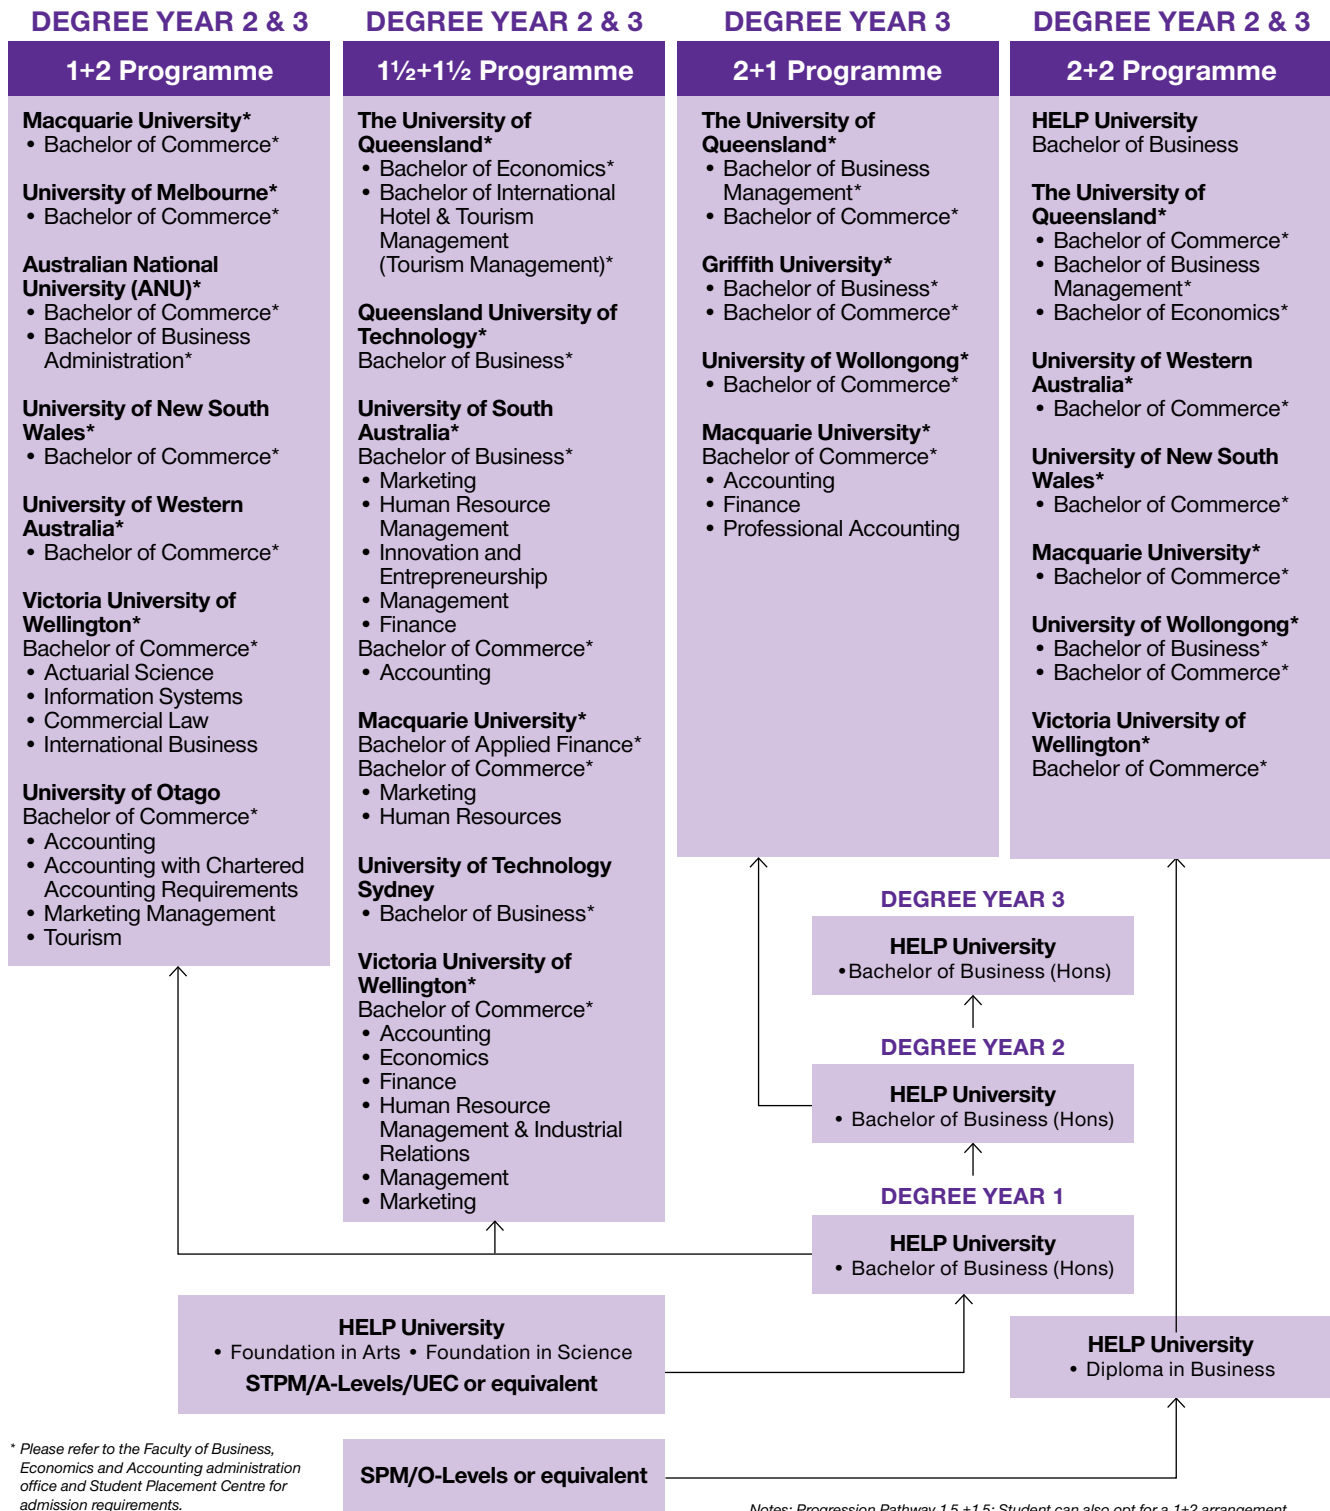 DEGREE YEAR 2 & 3
1+2 Programme
Macquarie University*
• Bachelor of Commerce*
University of Melbourne*
• Bachelor of Commerce*
Australian National
University (ANU)*
• Bachelor of Commerce*
• Bachelor of Business
Administration*
University of New South
Wales*
• Bachelor of Commerce*
University of Western
Australia*
• Bachelor of Commerce*
Victoria University of
Wellington*
Bachelor of Commerce*
• Actuarial Science
• Information Systems
• Commercial Law
• International Business
University of Otago
Bachelor of Commerce*
• Accounting
• Accounting with Chartered
Accounting Requirements
• Marketing Management
• Tourism
DEGREE YEAR 2 & 3
1½+1½ Programme
The University of
Queensland*
• Bachelor of Economics*
• Bachelor of International
Hotel & Tourism
Management
(Tourism Management)*
Queensland University of
Technology*
Bachelor of Business*
University of South
Australia*
Bachelor of Business*
• Marketing
• Human Resource
Management
• Innovation and
Entrepreneurship
• Management
• Finance
Bachelor of Commerce*
• Accounting
Macquarie University*
Bachelor of Applied Finance*
Bachelor of Commerce*
• Marketing
• Human Resources
University of Technology
Sydney
• Bachelor of Business*
Victoria University of
Wellington*
Bachelor of Commerce*
• Accounting
• Economics
• Finance
• Human Resource
Management & Industrial
Relations
• Management
• Marketing
DEGREE YEAR 3
2+1 Programme
The University of
Queensland*
• Bachelor of Business
Management*
• Bachelor of Commerce*
Griffith University*
• Bachelor of Business*
• Bachelor of Commerce*
University of Wollongong*
• Bachelor of Commerce*
Macquarie University*
Bachelor of Commerce*
• Accounting
• Finance
• Professional Accounting
DEGREE YEAR 2 & 3
2+2 Programme
HELP University
Bachelor of Business
The University of
Queensland*
• Bachelor of Commerce*
• Bachelor of Business
Management*
• Bachelor of Economics*
University of Western
Australia*
• Bachelor of Commerce*
University of New South
Wales*
• Bachelor of Commerce*
Macquarie University*
• Bachelor of Commerce*
University of Wollongong*
• Bachelor of Business*
• Bachelor of Commerce*
Victoria University of
Wellington*
Bachelor of Commerce*
DEGREE YEAR 3
HELP University
•Bachelor of Business (Hons)
DEGREE YEAR 2
HELP University
• Bachelor of Business (Hons)
DEGREE YEAR 1
HELP University
• Bachelor of Business (Hons)
HELP University
• Foundation in Arts • Foundation in Science
STPM/A-Levels/UEC or equivalent
HELP University
• Diploma in Business
SPM/O-Levels or equivalent
* Please refer to the Faculty of Business,
Economics and Accounting administration
office and Student Placement Centre for
admission requirements.
Notes: Progression Pathway 1.5 +1.5: Student can also opt for a 1+2 arrangement